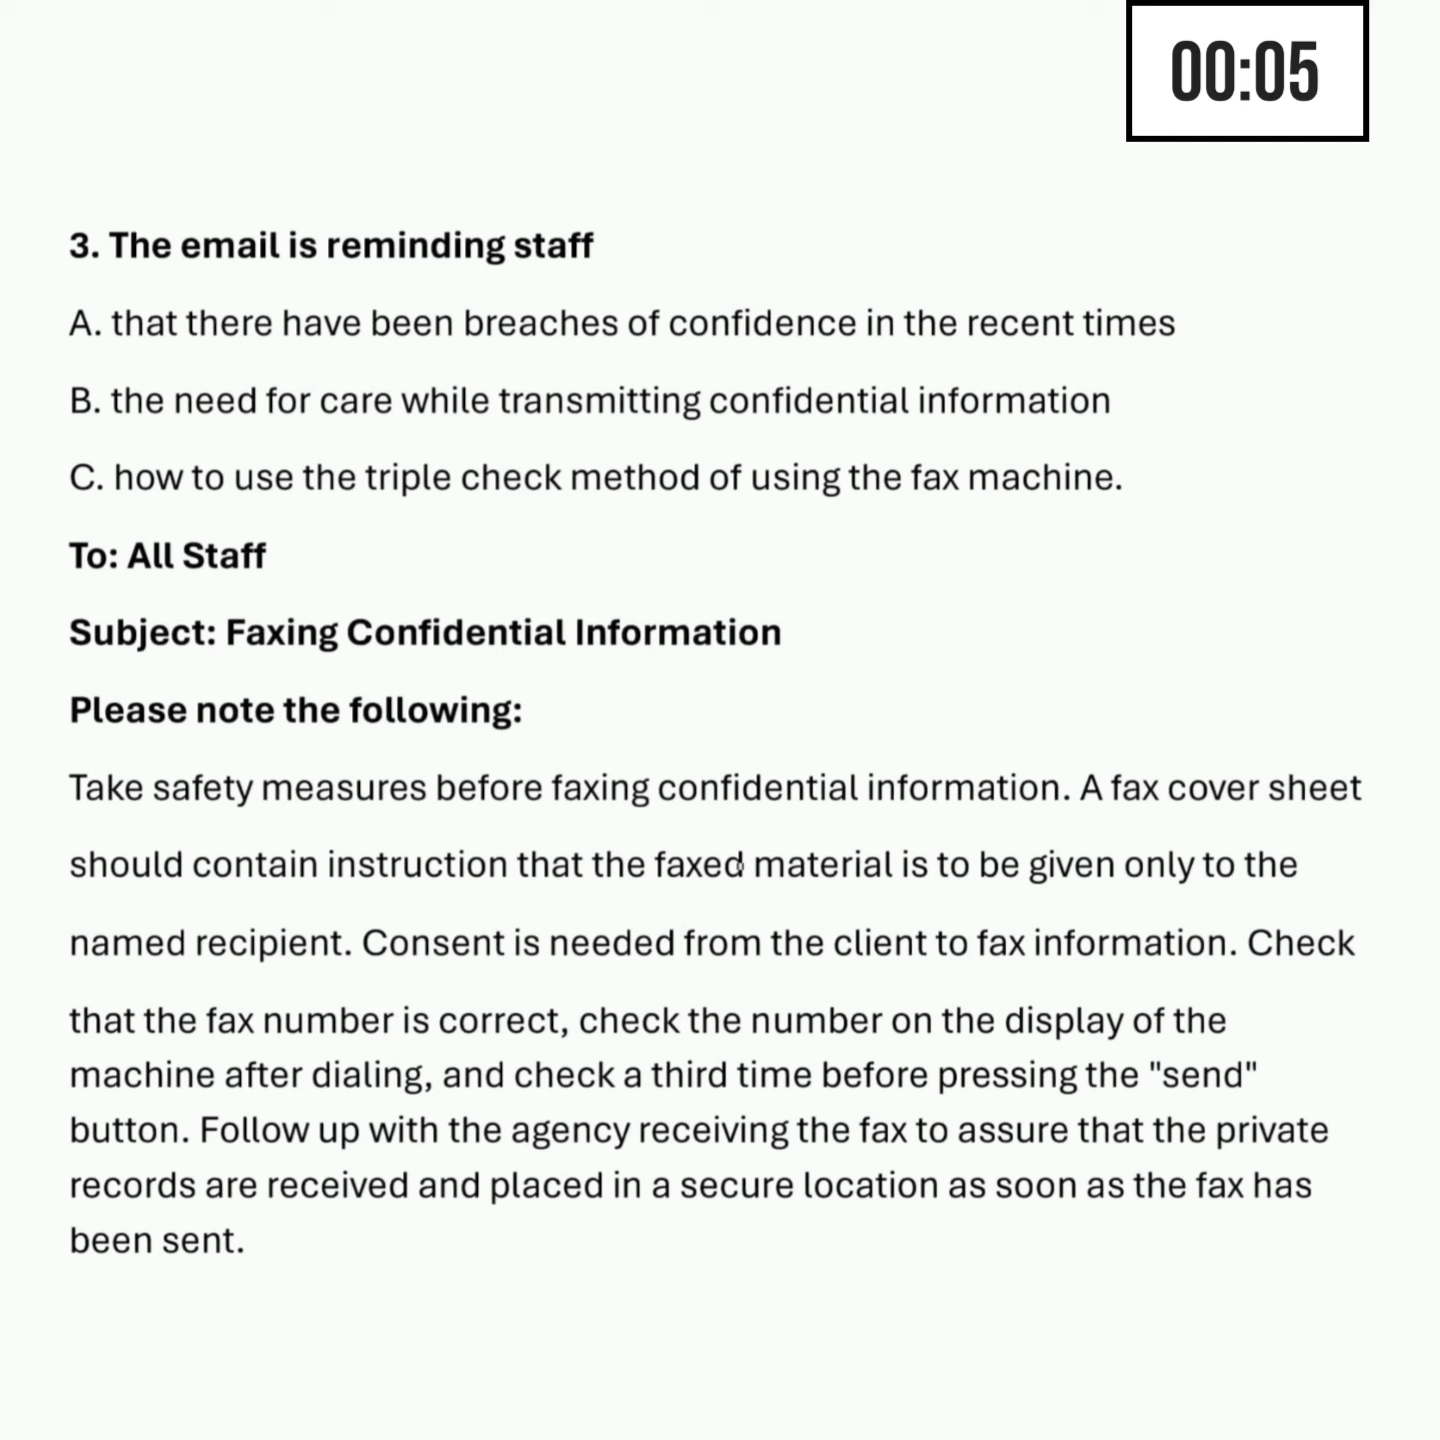 00:05
3. The email is reminding staff
A. that there have been breaches of confidence in the recent times
B. the need for care while transmitting confidential information
C. how to use the triple check method of using the fax machine.
To: All Staff
Subject: Faxing Confidential Information
Please note the following:
Take safety measures before faxing confidential information. A fax cover sheet
should contain instruction that the faxed material is to be given only to the
named recipient. Consent is needed from the client to fax information. Check
that the fax number is correct, check the number on the display of the
machine after dialing, and check a third time before pressing the "send"
button. Follow up with the agency receiving the fax to assure that the private
records are received and placed in a secure location as soon as the fax has
been sent.